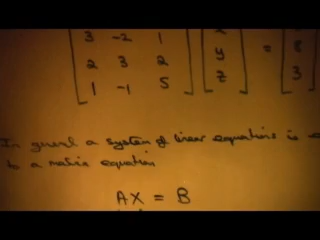 3 -2 1 x
2 3 2 y = 8
1 -1 5 z 3
In general a system of linear equations is
to a matrix equation
AX = B